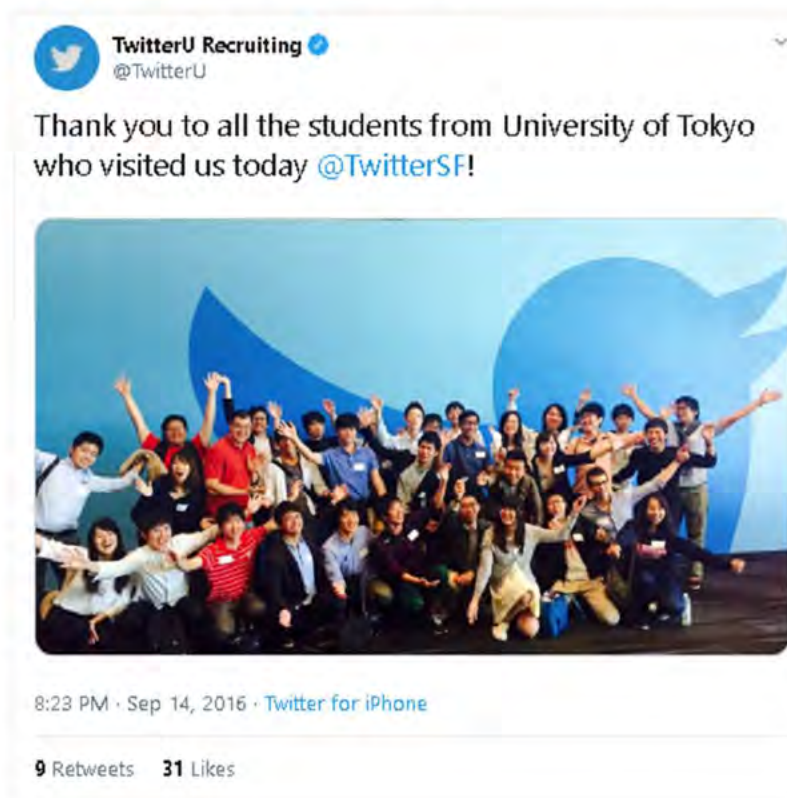 TwitterU Recruiting
@TwitterU
Thank you to all the students from University of Tokyo
who visited us today @TwitterSF!
8:23 PM · Sep 14, 2016 · Twitter for iPhone
9 Retweets 31 Likes